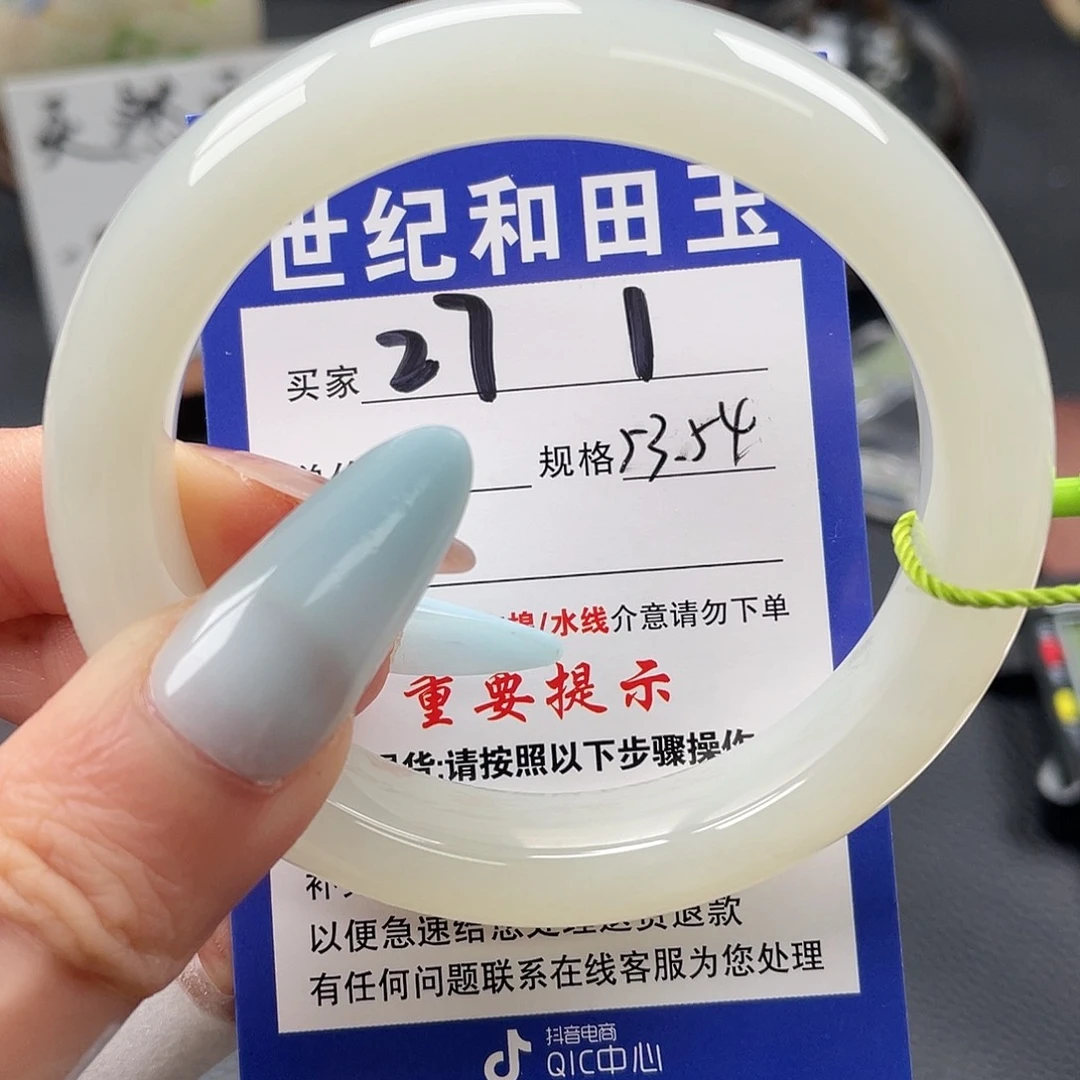 天然
世纪和田玉
买家 27 1
规格 53.54
棉/水线介意请勿下单
重要提示
货:请按照以下步骤操作
以便急速给您处理退货退款
有任何问题联系在线客服为您处理
抖音电商
QIC中心